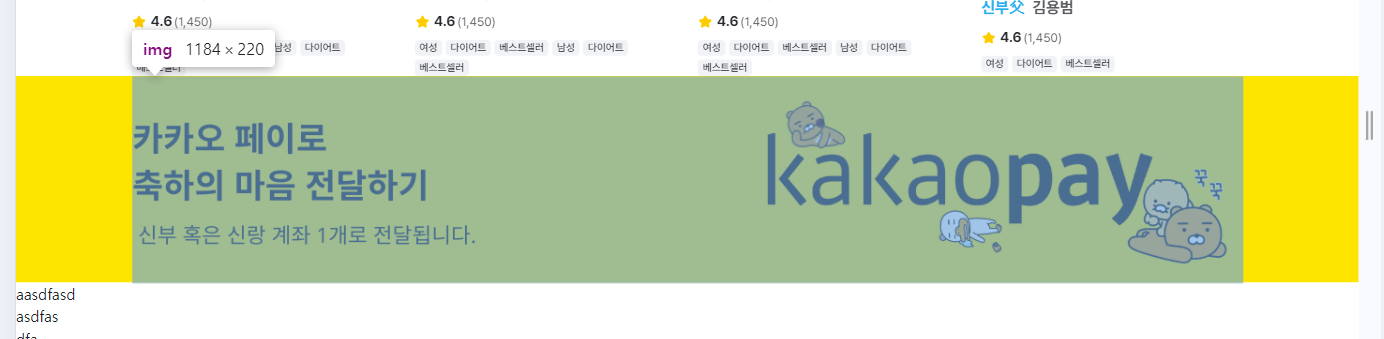 신부父 김용범
4.6 (1,450)
4.6 (1,450)
4.6 (1,450)
4.6 (1,450)
img 1184 × 220
남성 다이어트
베스트셀러
여성 다이어트 베스트셀러 남성 다이어트
베스트셀러
여성 다이어트 베스트셀러 남성 다이어트
베스트셀러
여성 다이어트 베스트셀러
카카오 페이로
축하의 마음 전달하기
신부 혹은 신랑 계좌 1개로 전달됩니다.
kakaopay
꾹 꾹
aasdfasd
asdfas
dfa